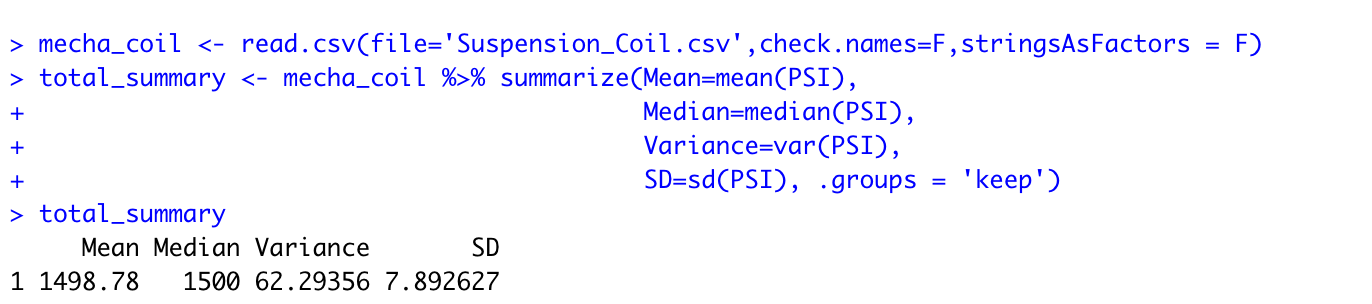 > mecha_coil <- read.csv(file='Suspension_Coil.csv',check.names=F,stringsAsFactors = F)
> total_summary <- mecha_coil %>% summarize(Mean=mean(PSI),
+                                           Median=median(PSI),
+                                           Variance=var(PSI),
+                                           SD=sd(PSI), .groups = 'keep')
> total_summary
     Mean Median Variance       SD
1 1498.78   1500 62.29356 7.892627